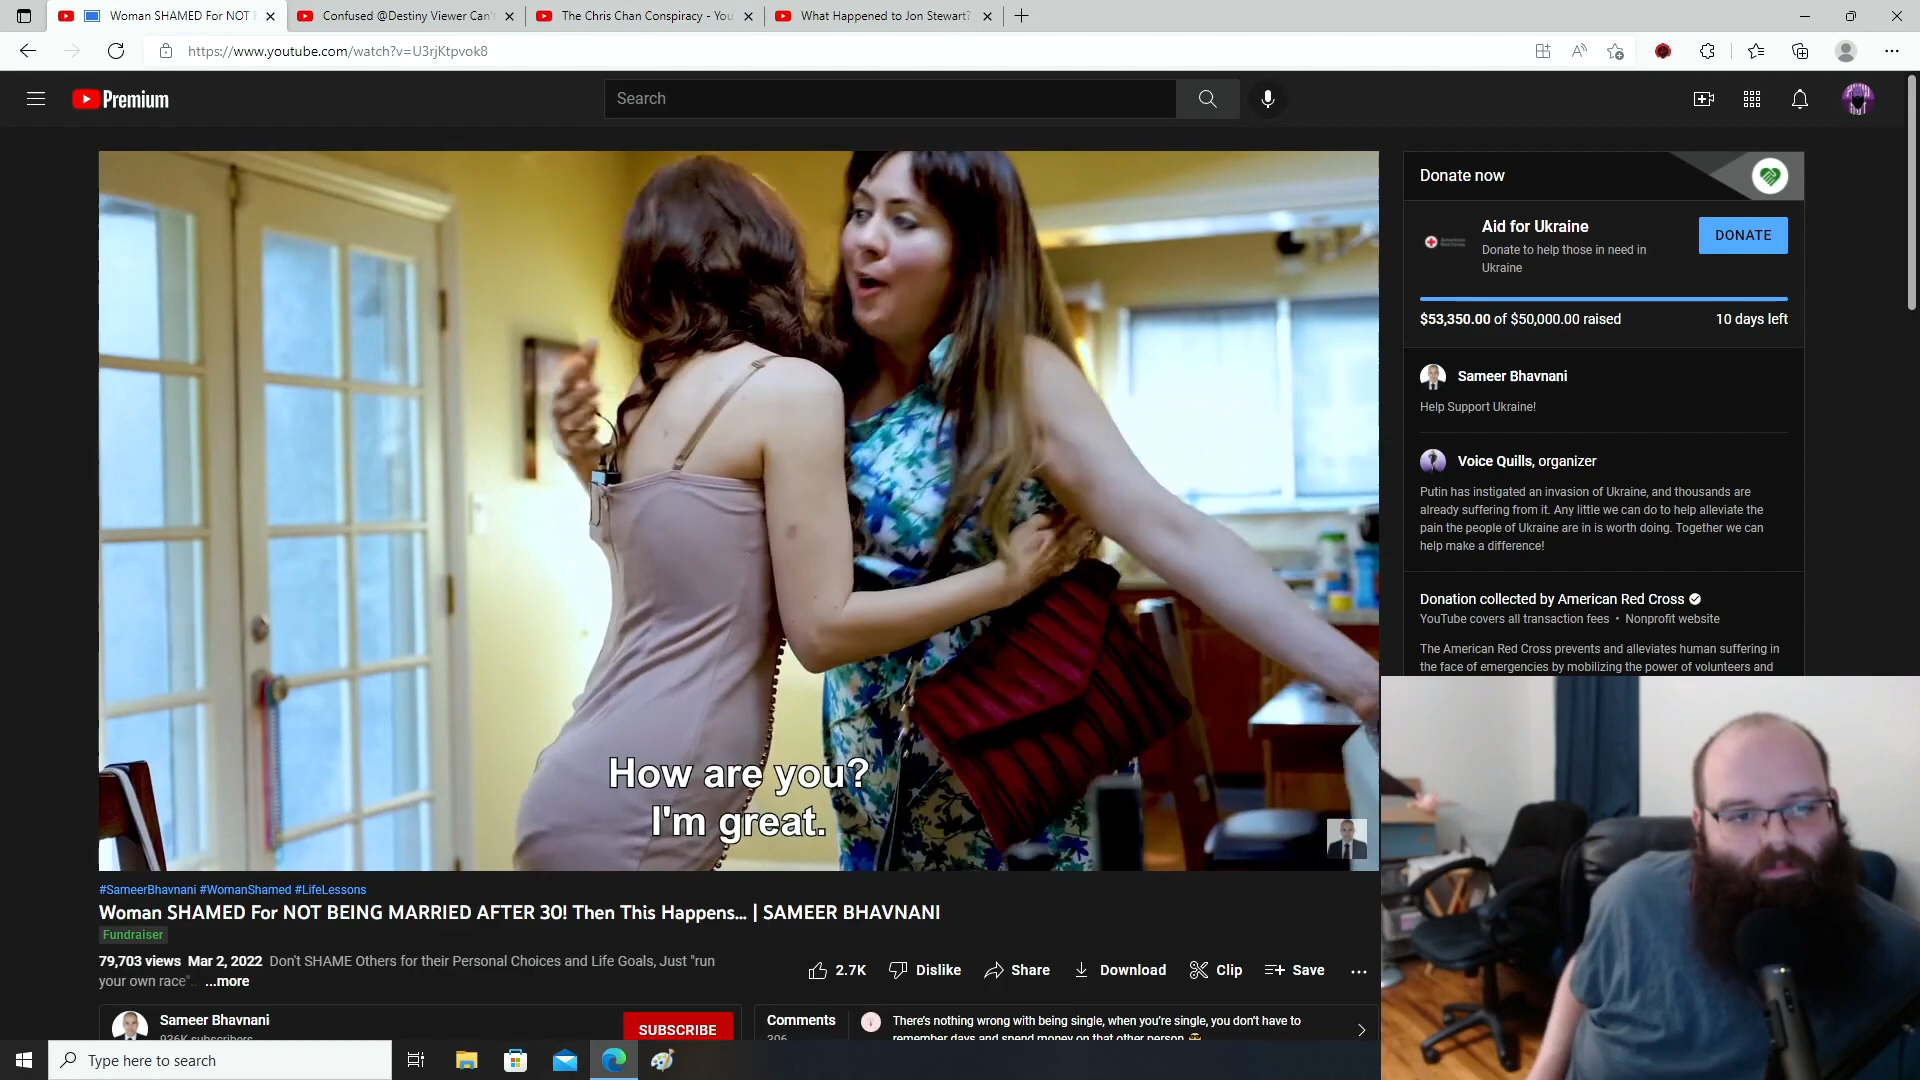 Woman SHAMED For NOT
Confused @Destiny Viewer Can't
The Chris Chan Conspiracy - You
What Happened to Jon Stewart?
https://www.youtube.com/watch?v=U3rjKtpvok8
Premium
Search
Donate now
Aid for Ukraine
Donate to help those in need in
Ukraine
DONATE
$53,350.00 of $50,000.00 raised
10 days left
Sameer Bhavnani
Help Support Ukraine!
Voice Quills, organizer
Putin has instigated an invasion of Ukraine, and thousands are
already suffering from it. Any little we can do to help alleviate the
pain the people of Ukraine are in is worth doing. Together we can
help make a difference!
Donation collected by American Red Cross
YouTube covers all transaction fees • Nonprofit website
The American Red Cross prevents and alleviates human suffering in
the face of emergencies by mobilizing the power of volunteers and
How are you?
I'm great.
#SameerBhavnani #WomanShamed #LifeLessons
Woman SHAMED For NOT BEING MARRIED AFTER 30! Then This Happens... | SAMEER BHAVNANI
Fundraiser
79,703 views Mar 2, 2022 Don't SHAME Others for their Personal Choices and Life Goals, Just "run
your own race" ...more
2.7K
Dislike
Share
Download
Clip
Save
Sameer Bhavnani
936K subscribers
SUBSCRIBE
Comments
306
There's nothing wrong with being single, when you're single, you don't have to
remember days and spend money on that other person
Type here to search